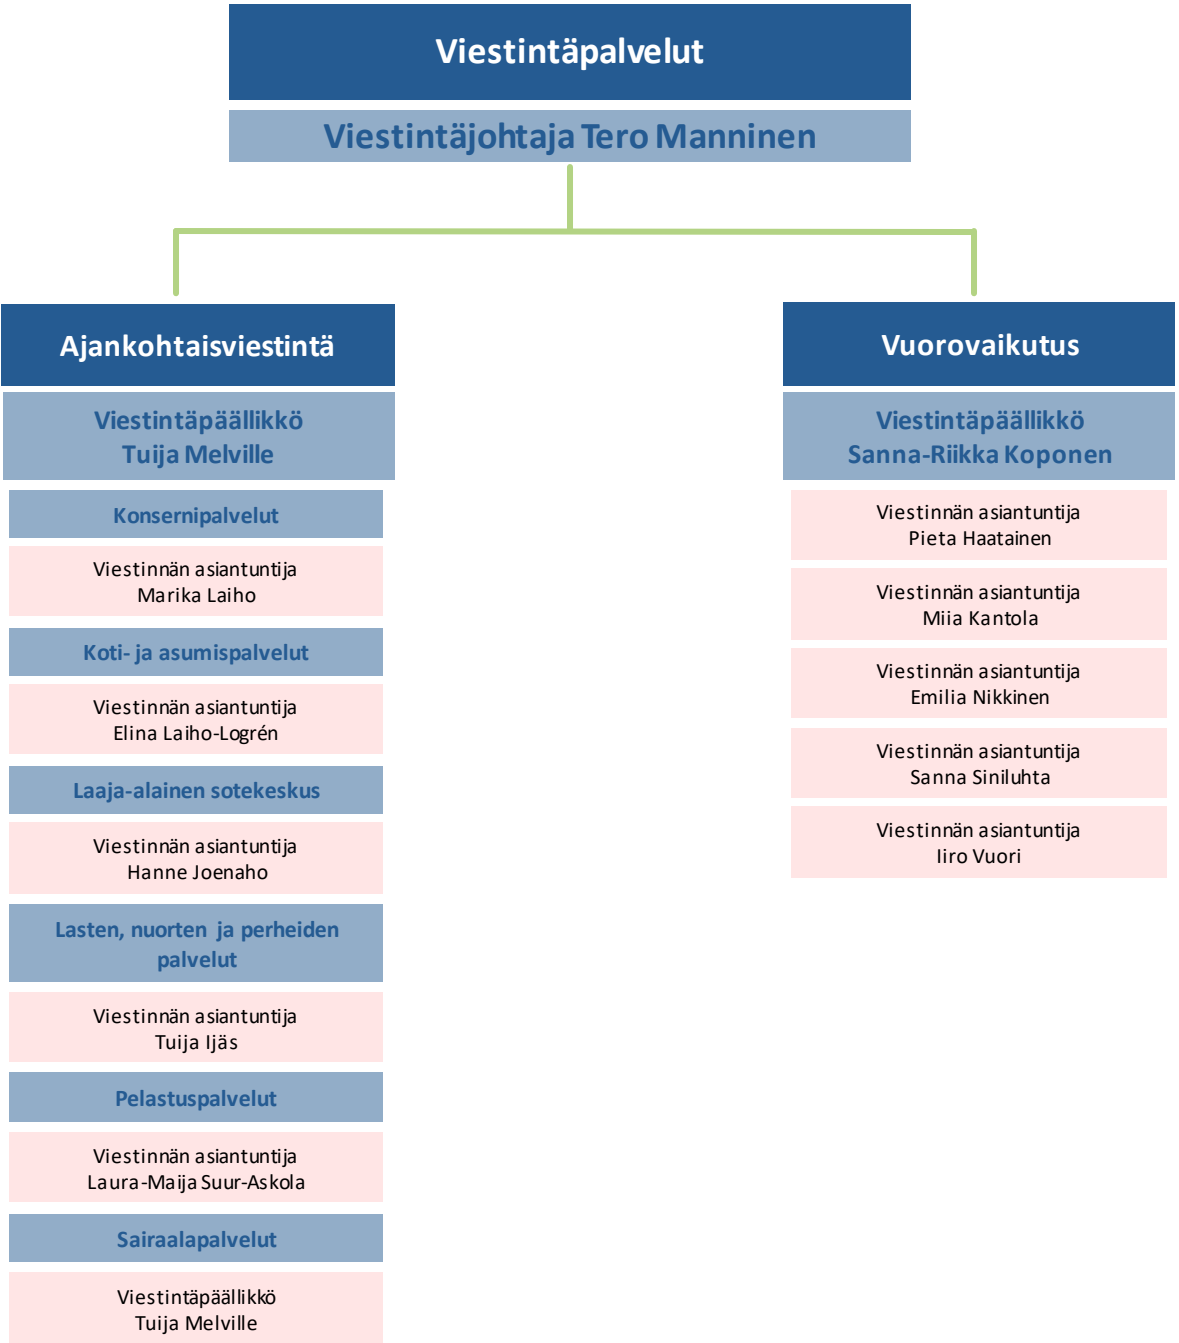 Viestintäpalvelut
Viestintäjohtaja Tero Manninen
Ajankohtaisviestintä
Viestintäpäällikkö
Tuija Melville
Konsernipalvelut
Viestinnän asiantuntija
Marika Laiho
Koti- ja asumispalvelut
Viestinnän asiantuntija
Elina Laiho-Logrén
Laaja-alainen sotekeskus
Viestinnän asiantuntija
Hanne Joenaho
Lasten, nuorten ja perheiden
palvelut
Viestinnän asiantuntija
Tuija Ijäs
Pelastuspalvelut
Viestinnän asiantuntija
Laura-Maija Suur-Askola
Sairaalapalvelut
Viestintäpäällikkö
Tuija Melville
Vuorovaikutus
Viestintäpäällikkö
Sanna-Riikka Koponen
Viestinnän asiantuntija
Pieta Haatainen
Viestinnän asiantuntija
Miia Kantola
Viestinnän asiantuntija
Emilia Nikkinen
Viestinnän asiantuntija
Sanna Siniluhta
Viestinnän asiantuntija
Iiro Vuori